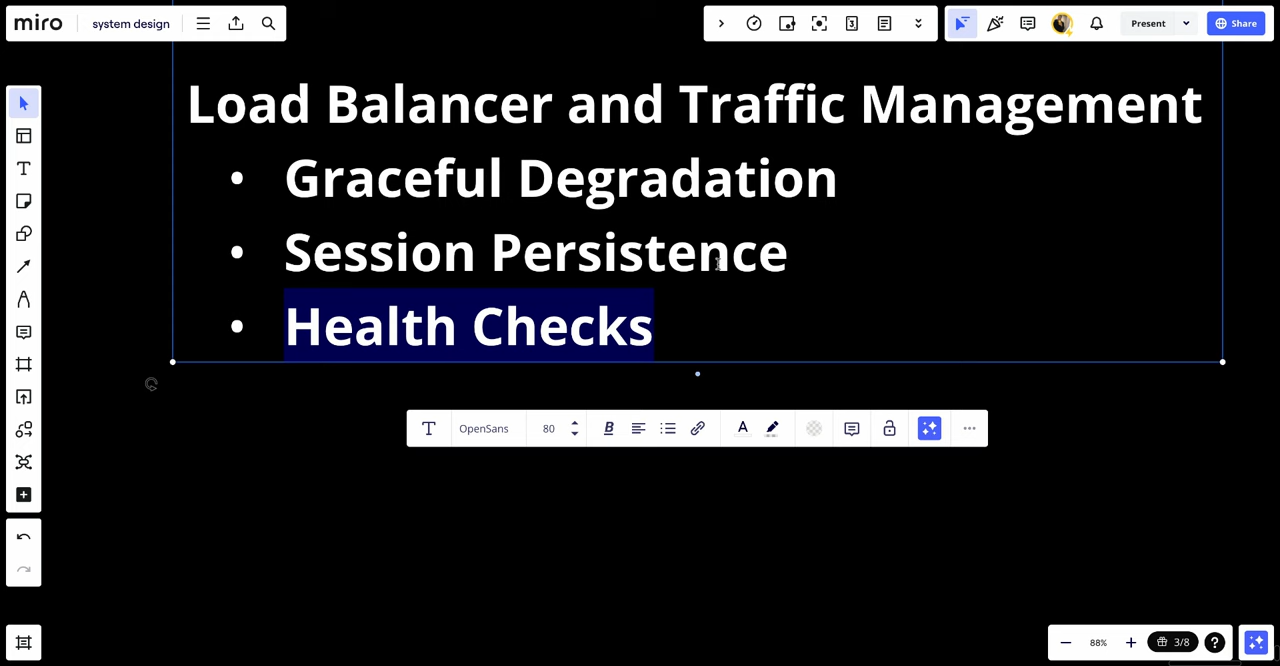 miro
system design
3
Present
Share
Load Balancer and Traffic Management
• Graceful Degradation
• Session Persistence
• Health Checks
OpenSans
80
B
A
88%
3/8
?